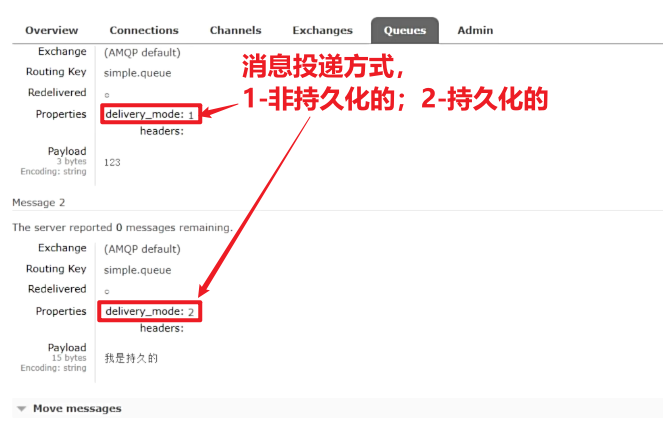 Overview Connections Channels Exchanges Queues Admin
Exchange (AMQP default)
消息投递方式，
Routing Key simple.queue
1-非持久化的；2-持久化的
Redelivered ○
Properties delivery_mode: 1
headers:
Payload
3 bytes
Encoding: string
123
Message 2
The server reported 0 messages remaining.
Exchange (AMQP default)
Routing Key simple.queue
Redelivered ○
Properties delivery_mode: 2
headers:
Payload
15 bytes
Encoding: string
我是持久的
Move messages